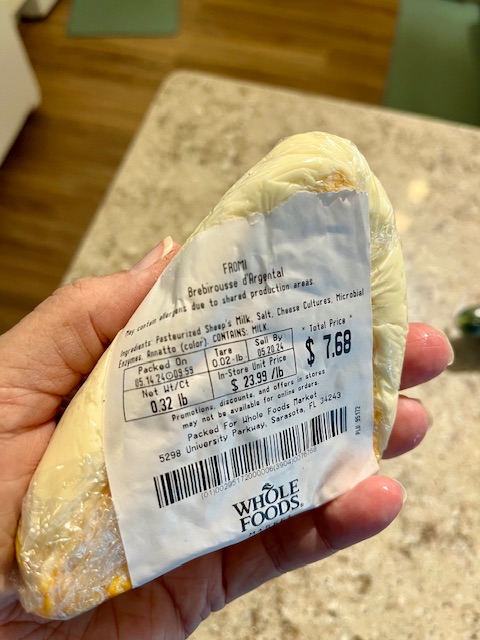 FROMI
Brebirousse d'Argental
May contain allergens due to shared production areas
Ingredients: Pasteurized Sheep's Milk, Salt, Cheese Cultures, Microbial
Enzymes, Annatto (color). CONTAINS: MILK.
Packed On
05.14.24@09:59
Tare
0.02-lb
Sell By
05.20.24
Net Wt/Ct
0.32 lb
In-Store Unit Price
$ 23.99 /lb
* Total Price *
$ 7.68
Promotions, discounts, and offers in stores
may not be available for online orders.
Packed For Whole Foods Market
5298 University Parkway, Sarasota, FL 34243
WHOLE
FOODS
MARKET